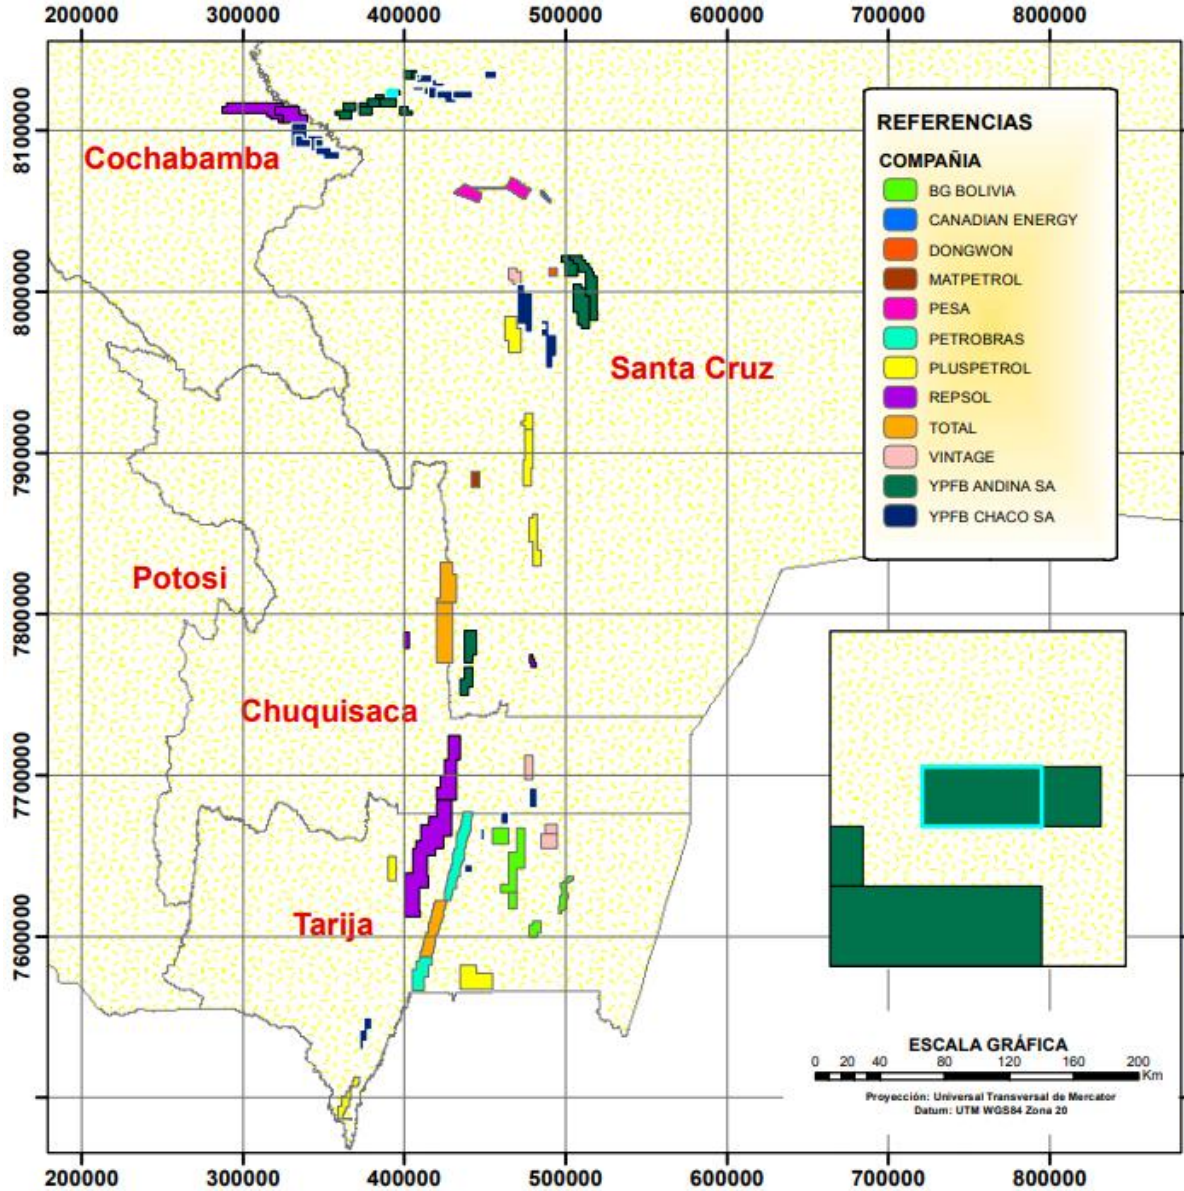 200000 300000 400000 500000 600000 700000 800000
8100000
8000000
7900000
7800000
7700000
7600000
Cochabamba
Santa Cruz
Potosi
Chuquisaca
Tarija
REFERENCIAS
COMPAÑIA
BG BOLIVIA
CANADIAN ENERGY
DONGWON
MATPETROL
PESA
PETROBRAS
PLUSPETROL
REPSOL
TOTAL
VINTAGE
YPFB ANDINA SA
YPFB CHACO SA
ESCALA GRÁFICA
0 20 40 80 120 160 200
Km
Proyección: Universal Transversal de Mercator
Datum: UTM WGS84 Zona 20
200000 300000 400000 500000 600000 700000 800000